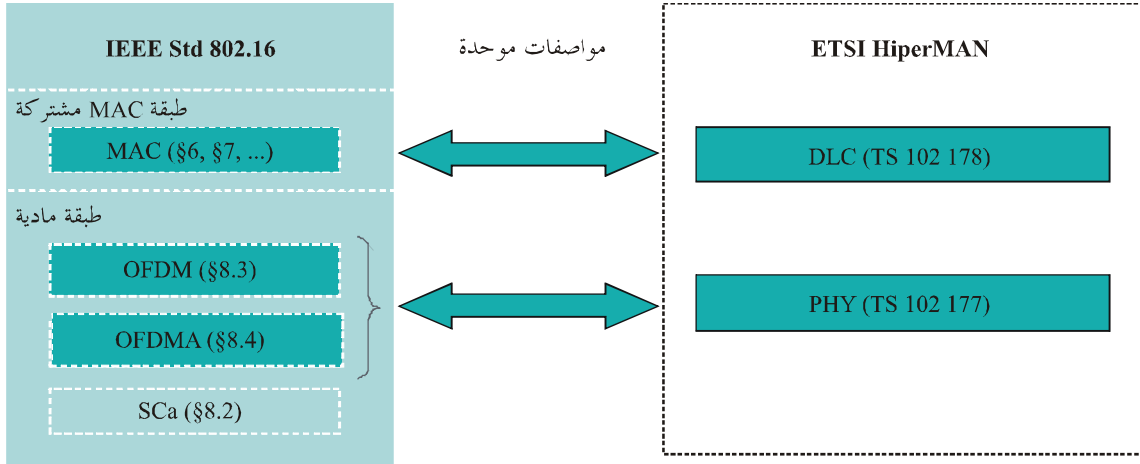 IEEE Std 802.16
مواصفات موحدة
ETSI HiperMAN
طبقة MAC مشتركة
MAC (§6, §7, ...)
DLC (TS 102 178)
طبقة مادية
OFDM (§8.3)
OFDMA (§8.4)
PHY (TS 102 177)
SCa (§8.2)